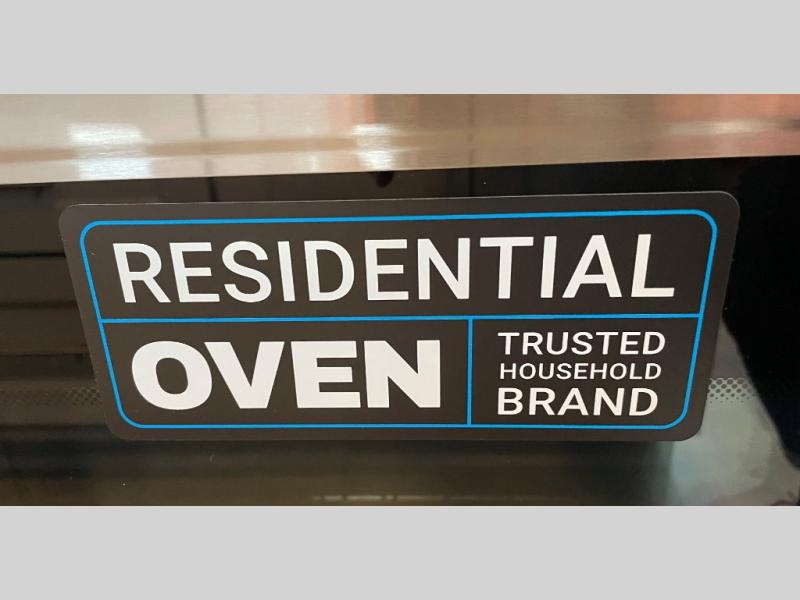 RESIDENTIAL
OVEN
TRUSTED
HOUSEHOLD
BRAND